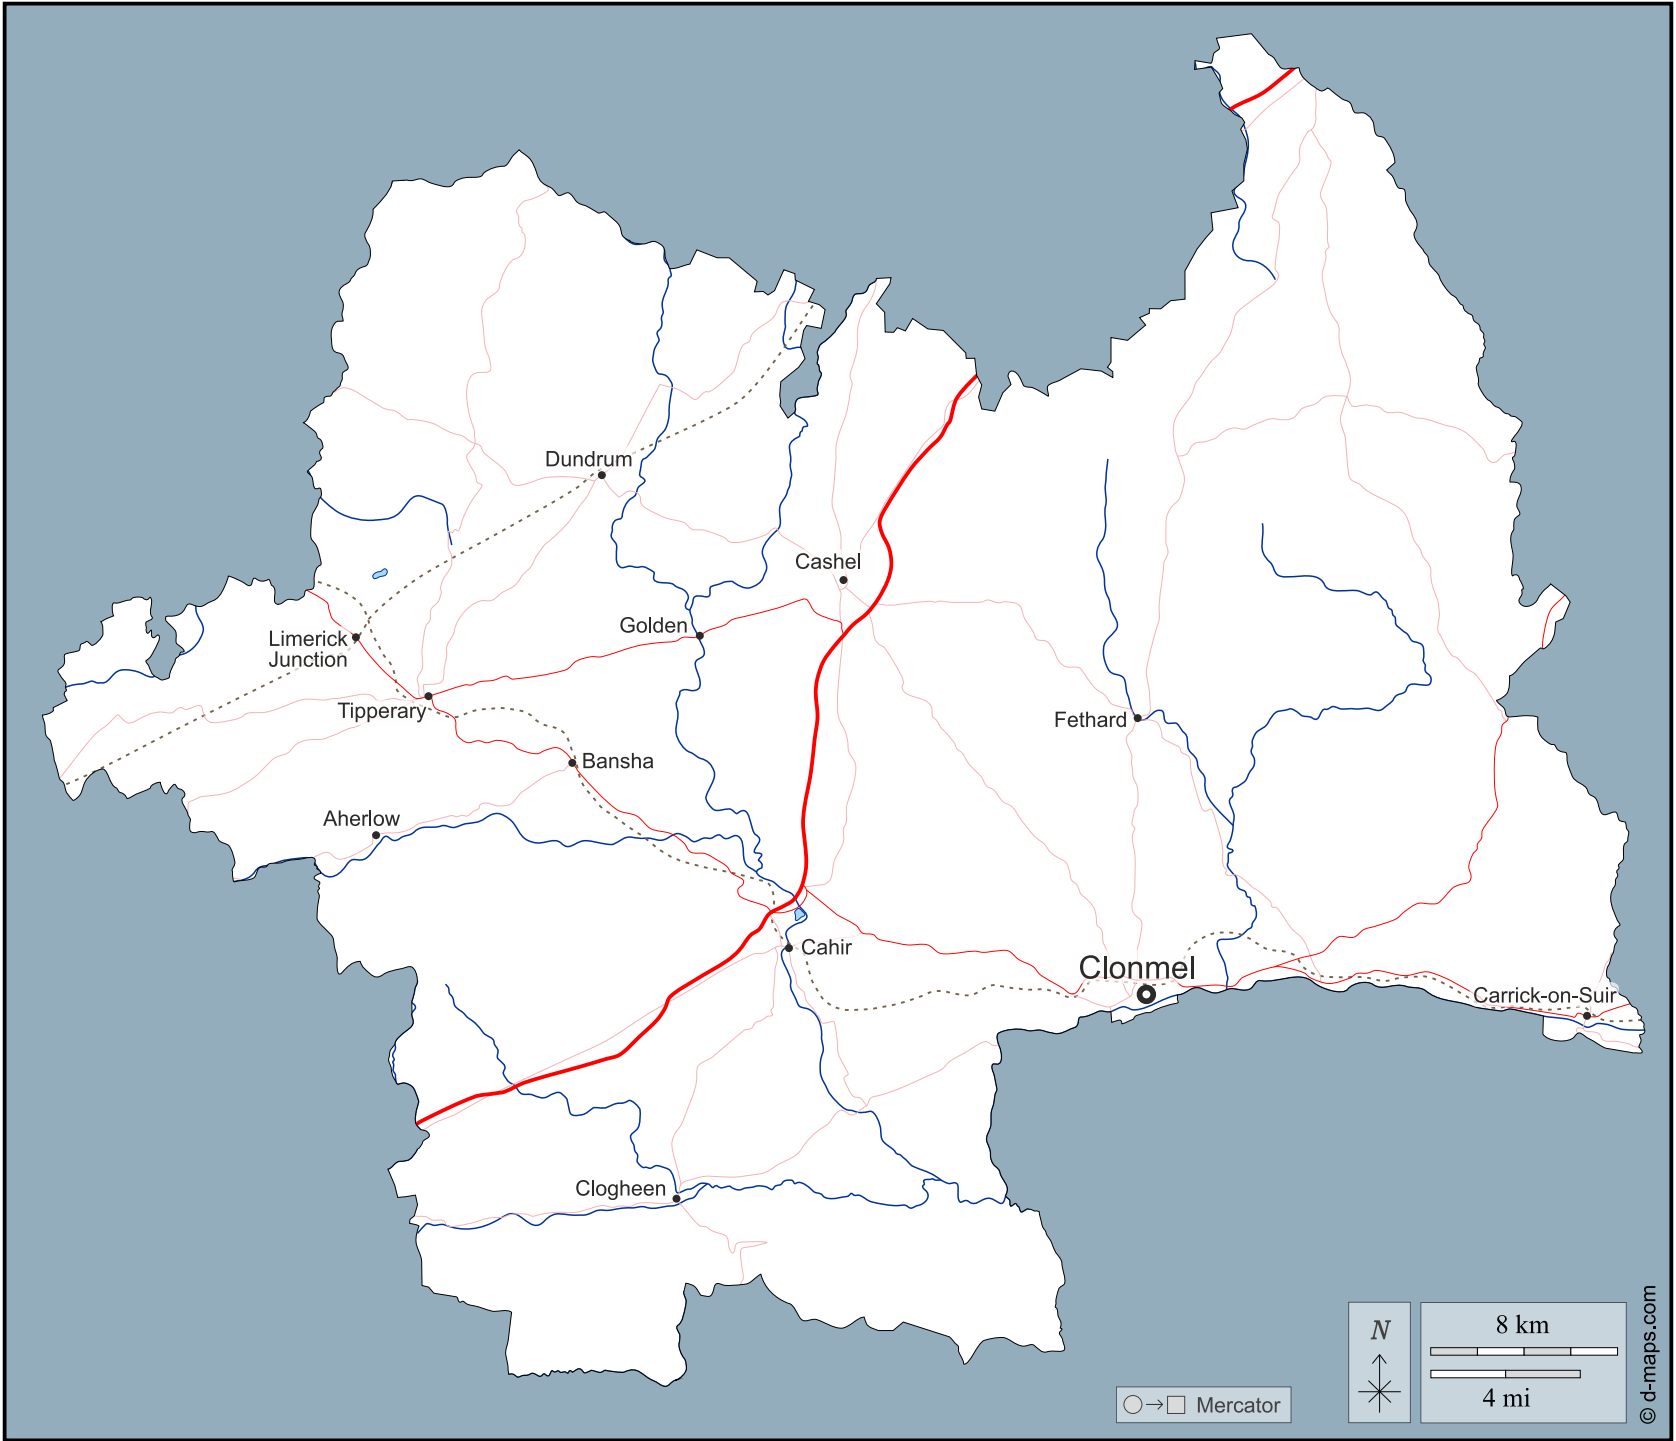 Dundrum
Cashel
Golden
Limerick
Junction
Tipperary
Fethard
Bansha
Aherlow
Cahir
Clonmel
Carrick-on-Suir
Clogheen
N
8 km
4 mi
Mercator
© d-maps.com